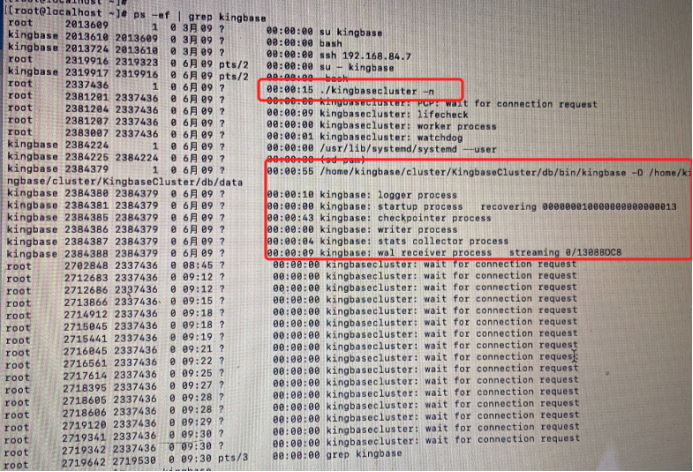 [[root@localhost ~]# ps -ef | grep kingbase
root 2013609 1 0 3月09 ? 00:00:00 su kingbase
kingbase 2013610 2013609 0 3月09 ? 00:00:00 bash
kingbase 2013724 2013610 0 3月09 ? 00:00:00 ssh 192.168.84.7
root 2319916 2319323 0 6月09 pts/2 00:00:00 su - kingbase
kingbase 2319917 2319916 0 6月09 pts/2 00:00:00 -bash
root 2337436 1 0 6月09 ? 00:00:15 ./kingbasecluster -n
root 2381201 2337436 0 6月09 ? 00:00:00 kingbasecluster: PCP: wait for connection request
root 2381204 2337436 0 6月09 ? 00:00:09 kingbasecluster: lifecheck
root 2381207 2337436 0 6月09 ? 00:00:00 kingbasecluster: worker process
root 2383007 2337436 0 6月09 ? 00:00:01 kingbasecluster: watchdog
kingbase 2384224 1 0 6月09 ? 00:00:00 /usr/lib/systemd/systemd --user
kingbase 2384225 2384224 0 6月09 ? 00:00:00 (sd-pam)
kingbase 2384379 1 0 6月09 ? 00:00:55 /home/kingbase/cluster/KingbaseCluster/db/bin/kingbase -D /home/ki
ngbase/cluster/KingbaseCluster/db/data
kingbase 2384380 2384379 0 6月09 ? 00:00:10 kingbase: logger process
kingbase 2384381 2384379 0 6月09 ? 00:00:00 kingbase: startup process recovering 000000010000000000000013
kingbase 2384385 2384379 0 6月09 ? 00:00:43 kingbase: checkpointer process
kingbase 2384386 2384379 0 6月09 ? 00:00:00 kingbase: writer process
kingbase 2384387 2384379 0 6月09 ? 00:00:04 kingbase: stats collector process
kingbase 2384388 2384379 0 6月09 ? 00:00:09 kingbase: wal receiver process streaming 0/1308BDC8
root 2702848 2337436 0 08:45 ? 00:00:00 kingbasecluster: wait for connection request
root 2712683 2337436 0 09:12 ? 00:00:00 kingbasecluster: wait for connection request
root 2712686 2337436 0 09:12 ? 00:00:00 kingbasecluster: wait for connection request
root 2713866 2337436 0 09:15 ? 00:00:00 kingbasecluster: wait for connection request
root 2714912 2337436 0 09:18 ? 00:00:00 kingbasecluster: wait for connection request
root 2715045 2337436 0 09:18 ? 00:00:00 kingbasecluster: wait for connection request
root 2715441 2337436 0 09:19 ? 00:00:00 kingbasecluster: wait for connection request
root 2716045 2337436 0 09:21 ? 00:00:00 kingbasecluster: wait for connection request
root 2716561 2337436 0 09:22 ? 00:00:00 kingbasecluster: wait for connection request
root 2717614 2337436 0 09:25 ? 00:00:00 kingbasecluster: wait for connection request
root 2718395 2337436 0 09:27 ? 00:00:00 kingbasecluster: wait for connection request
root 2718605 2337436 0 09:28 ? 00:00:00 kingbasecluster: wait for connection request
root 2718606 2337436 0 09:28 ? 00:00:00 kingbasecluster: wait for connection request
root 2719120 2337436 0 09:29 ? 00:00:00 kingbasecluster: wait for connection request
root 2719341 2337436 0 09:30 ? 00:00:00 kingbasecluster: wait for connection request
root 2719342 2337436 0 09:30 ? 00:00:00 kingbasecluster: wait for connection request
root 2719642 2719530 0 09:30 pts/3 00:00:00 grep kingbase